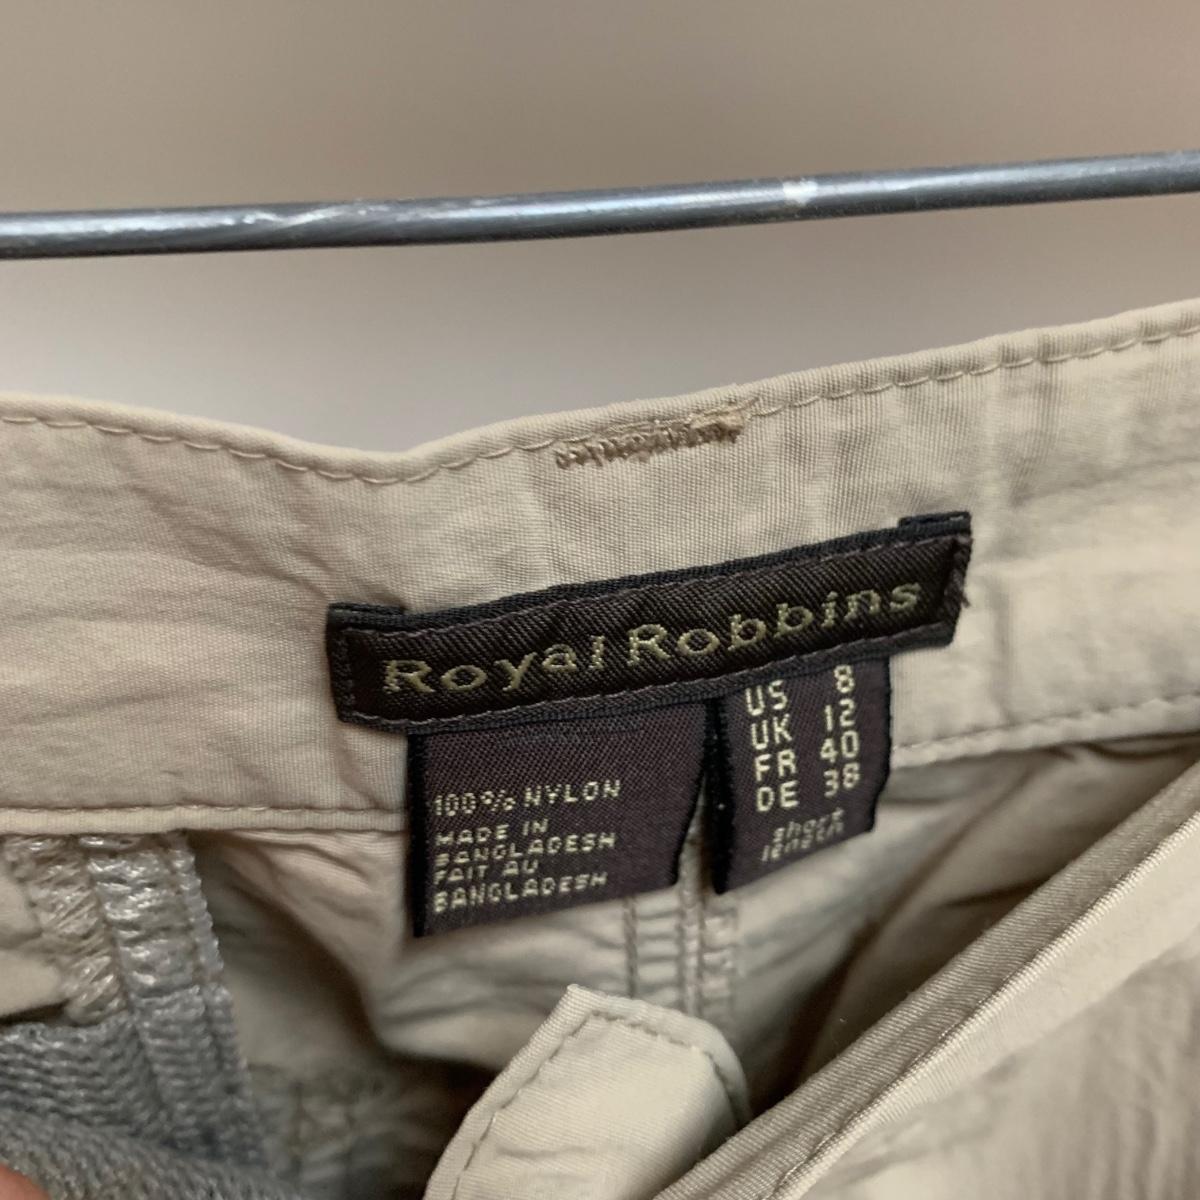 Royal Robbins
100% NYLON
MADE IN
BANGLADESH
FAIT AU
BANGLADESH
US 8
UK 12
FR 40
DE 38
short
length